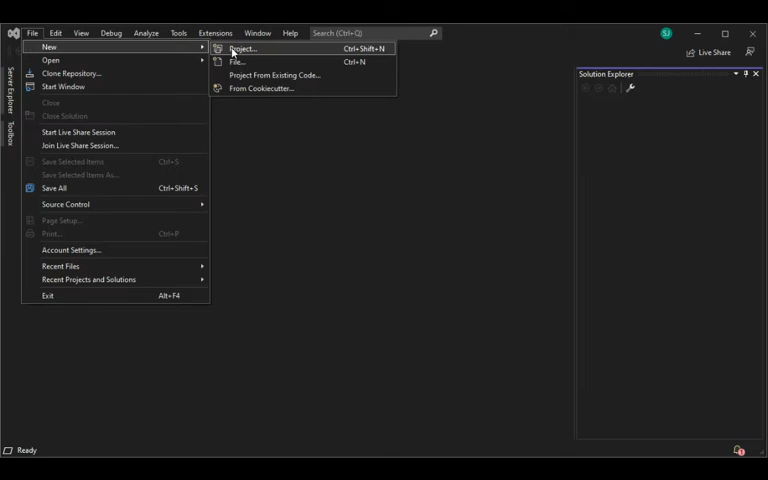 File Edit View Debug Analyze Tools Extensions Window Help Search (Ctrl+Q) SJ
Live Share
New
Open
Clone Repository...
Start Window
Close
Close Solution
Start Live Share Session
Join Live Share Session...
Save Selected Items Ctrl+S
Save Selected Items As...
Save All Ctrl+Shift+S
Source Control
Page Setup...
Print... Ctrl+P
Account Settings...
Recent Files
Recent Projects and Solutions
Exit Alt+F4
Project... Ctrl+Shift+N
File... Ctrl+N
Project From Existing Code...
From Cookiecutter...
Server Explorer
Toolbox
Solution Explorer
Ready
1